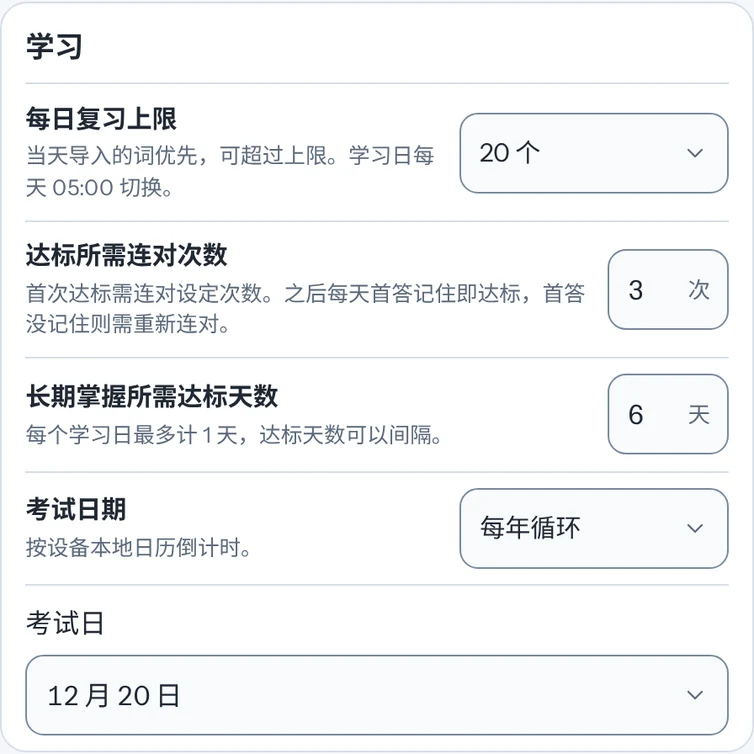 学习
每日复习上限
当天导入的词优先，可超过上限。学习日每
天 05:00 切换。
20 个
达标所需连对次数
首次达标需连对设定次数。之后每天首答记住即达标，首答
没记住则需重新连对。
3 次
长期掌握所需达标天数
每个学习日最多计 1 天，达标天数可以间隔。
6 天
考试日期
按设备本地日历倒计时。
每年循环
考试日
12 月 20 日